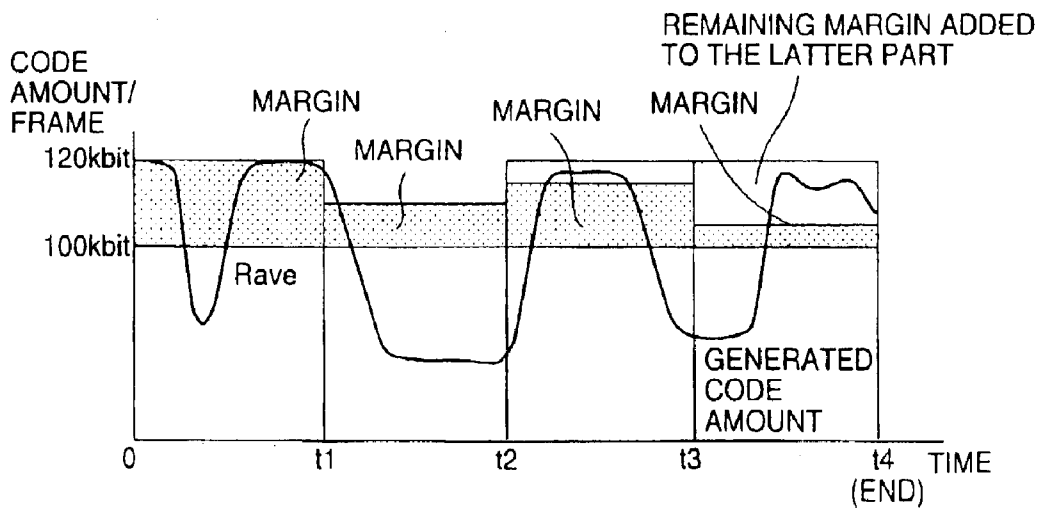 REMAINING MARGIN ADDED
TO THE LATTER PART
CODE
AMOUNT/
FRAME
MARGIN
MARGIN
MARGIN
MARGIN
120kbit
100kbit
Rave
GENERATED
CODE
AMOUNT
0
t1
t2
t3
t4
TIME
(END)